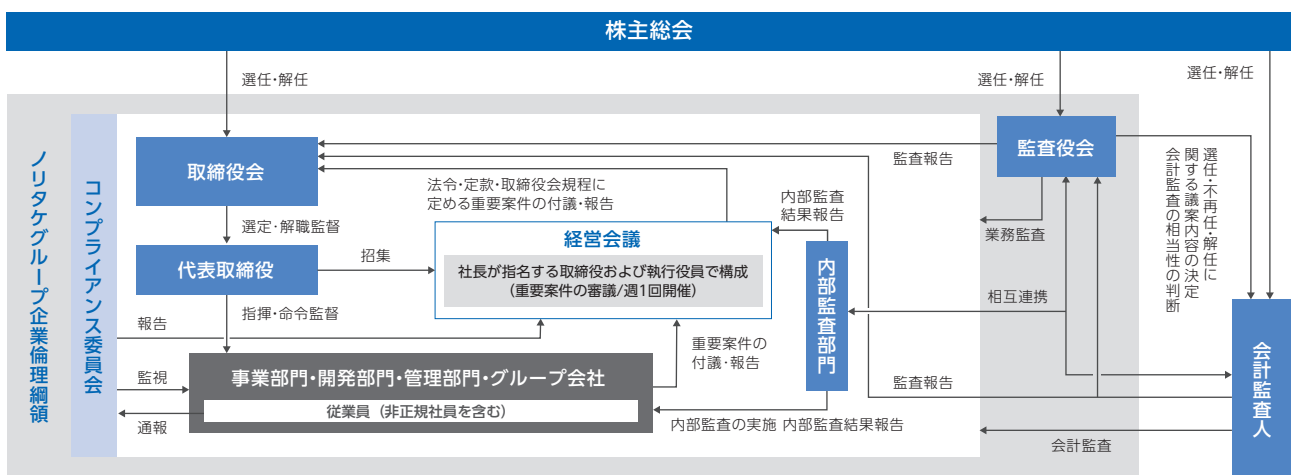 株主総会
選任・解任
選任・解任
選任・解任
ノリタケグループ企業倫理綱領
コンプライアンス委員会
取締役会
監査役会
監査報告
選任・不再任・解任に
関する議案内容の決定
会計監査の相当性の判断
法令・定款・取締役会規程に
定める重要案件の付議・報告
内部監査
結果報告
選定・解職監督
業務監査
経営会議
社長が指名する取締役および執行役員で構成
（重要案件の審議/週1回開催）
代表取締役
招集
内部監査部門
相互連携
指揮・命令監督
報告
重要案件の
付議・報告
会計監査人
事業部門・開発部門・管理部門・グループ会社
従業員（非正規社員を含む）
監視
通報
監査報告
内部監査の実施 内部監査結果報告
会計監査